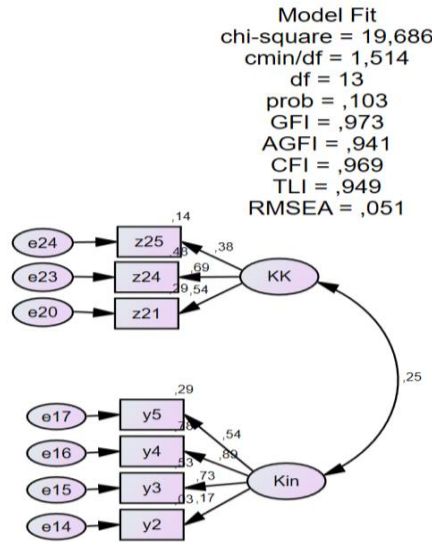 Model Fit
chi-square = 19,686
cmin/df = 1,514
df = 13
prob = ,103
GFI = ,973
AGFI = ,941
CFI = ,969
TLI = ,949
RMSEA = ,051
,14
e24 z25 ,38
,48
e23 z24 ,69 KK
,29 ,54
e20 z21
,25
,29
e17 y5 ,54
,78
e16 y4 ,89
,53
e15 y3 ,73 Kin
,03 ,17
e14 y2